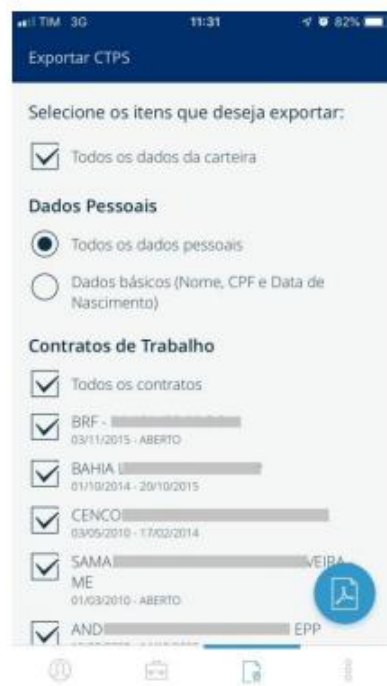 TIM 3G 11:31 82%
Exportar CTPS
Selecione os itens que deseja exportar:
Todos os dados da carteira
Dados Pessoais
Todos os dados pessoais
Dados básicos (Nome, CPF e Data de
Nascimento)
Contratos de Trabalho
Todos os contratos
BRF -
03/11/2015 - ABERTO
BAHIA
01/10/2014 - 20/10/2015
CENCO
03/05/2010 - 17/02/2014
SAMA VEIRA
ME
01/03/2010 - ABERTO
AND EPP